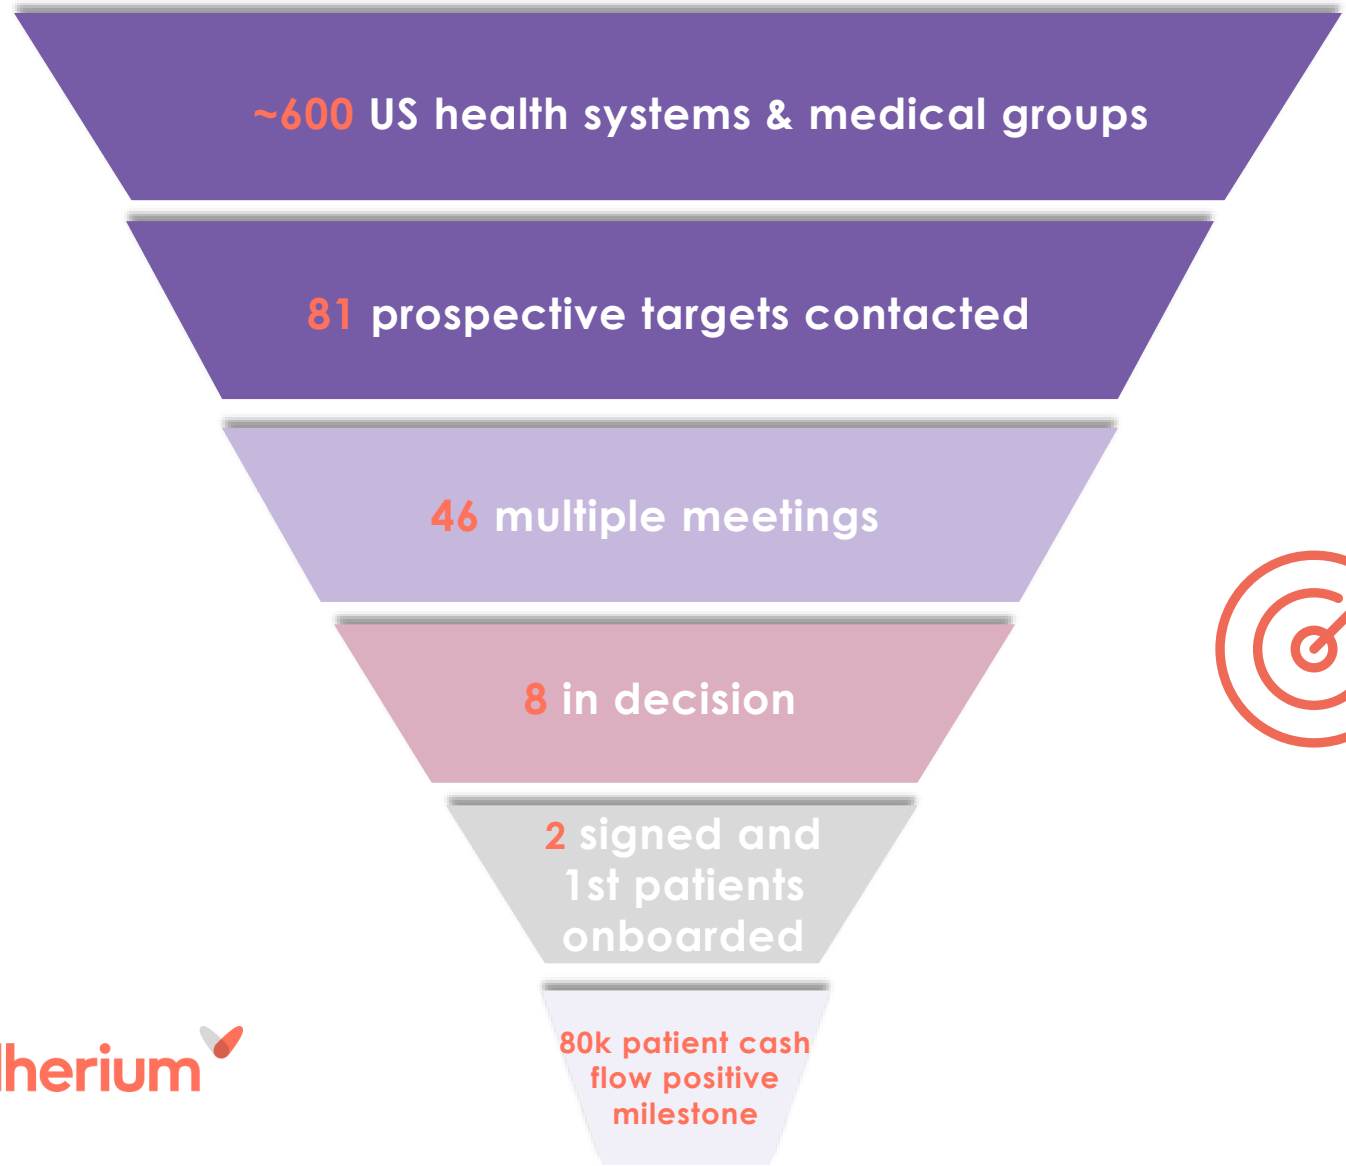 ~600 US health systems & medical groups
81 prospective targets contacted
46 multiple meetings
8 in decision
2 signed and
1st patients
onboarded
80k patient cash
flow positive
milestone